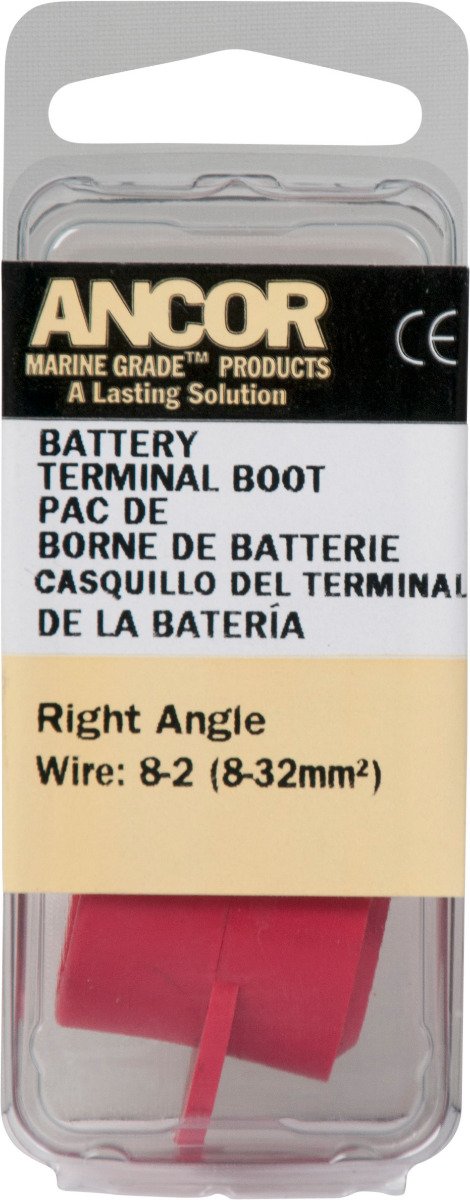 ANCOR
CE
MARINE GRADE™ PRODUCTS
A Lasting Solution
BATTERY
TERMINAL BOOT
PAC DE
BORNE DE BATTERIE
CASQUILLO DEL TERMINAL
DE LA BATERÍA
Right Angle
Wire: 8-2 (8-32mm²)